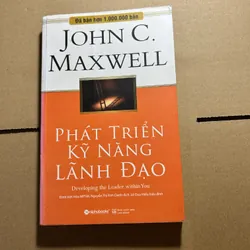 Đã bán hơn 1.000.000 bản
JOHN C.
MAXWELL
PHÁT TRIỂN
KỸ NĂNG
LÃNH ĐẠO
Developing the Leader within You
alphabooks